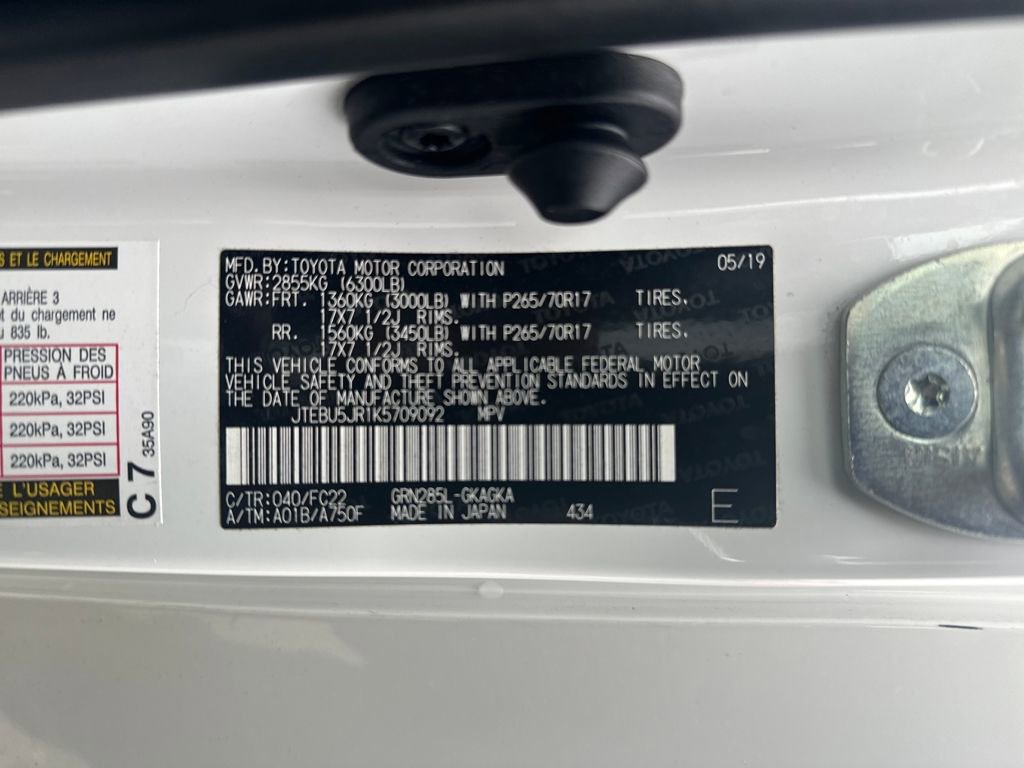 S ET LE CHARGEMENT
ARRIÈRE 3
t du chargement ne
u 835 lb.
PRESSION DES
PNEUS À FROID
220kPa, 32PSI
220kPa, 32PSI
220kPa, 32PSI
E L'USAGER
SEIGNEMENTS
C 7 35A90
MFD.BY:TOYOTA MOTOR CORPORATION 05/19
GVWR:2855KG (6300LB)
GAWR:FRT. 1360KG (3000LB) WITH P265/70R17 TIRES.
17X7 1/2J RIMS.
RR. 1560KG (3450LB) WITH P265/70R17 TIRES.
17X7 1/2J RIMS.
THIS VEHICLE CONFORMS TO ALL APPLICABLE FEDERAL MOTOR
VEHICLE SAFETY AND THEFT PREVENTION STANDARDS IN EFFECT ON
THE DATE OF MANUFACTURE SHOWN ABOVE.
JTEBU5JR1K5709092 MPV
C/TR:040/FC22 GRN285L-GKAGKA
A/TM:A01B/A750F MADE IN JAPAN 434 E